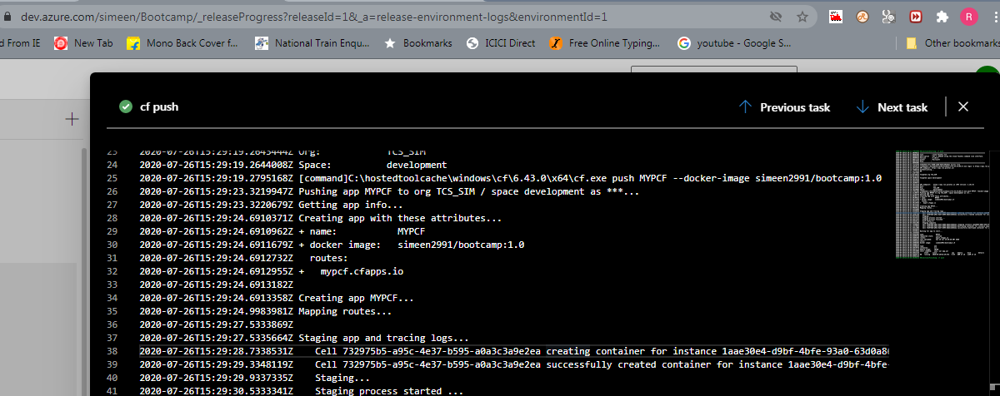 dev.azure.com/simeen/Bootcamp/_releaseProgress?releaseId=1&_a=release-environment-logs&environmentId=1
R
d From IE New Tab Mono Back Cover f... National Train Enqu... Bookmarks ICICI Direct Free Online Typing... youtube - Google S... Other bookmarks
cf push Previous task Next task
25 2020-07-26T15:29:19.2643444Z Org: TCS_SIM
24 2020-07-26T15:29:19.2644008Z Space: development
25 2020-07-26T15:29:19.2795168Z [command]C:\hostedtoolcache\windows\cf\6.43.0\x64\cf.exe push MYPCF --docker-image simeen2991/bootcamp:1.0
26 2020-07-26T15:29:23.3219947Z Pushing app MYPCF to org TCS_SIM / space development as ***...
27 2020-07-26T15:29:23.3220679Z Getting app info...
28 2020-07-26T15:29:24.6910371Z Creating app with these attributes...
29 2020-07-26T15:29:24.6910962Z + name: MYPCF
30 2020-07-26T15:29:24.6911679Z + docker image: simeen2991/bootcamp:1.0
31 2020-07-26T15:29:24.6912732Z routes:
32 2020-07-26T15:29:24.6912955Z + mypcf.cfapps.io
33 2020-07-26T15:29:24.6913182Z
34 2020-07-26T15:29:24.6913358Z Creating app MYPCF...
35 2020-07-26T15:29:24.9983981Z Mapping routes...
36 2020-07-26T15:29:27.5333869Z
37 2020-07-26T15:29:27.5335664Z Staging app and tracing logs...
38 2020-07-26T15:29:28.7338531Z Cell 732975b5-a95c-4e37-b595-a0a3c3a9e2ea creating container for instance 1aae30e4-d9bf-4bfe-93a0-63d0a8
39 2020-07-26T15:29:29.3348119Z Cell 732975b5-a95c-4e37-b595-a0a3c3a9e2ea successfully created container for instance 1aae30e4-d9bf-4bfe-
40 2020-07-26T15:29:29.9337335Z Staging...
41 2020-07-26T15:29:30.5333341Z Staging process started ...